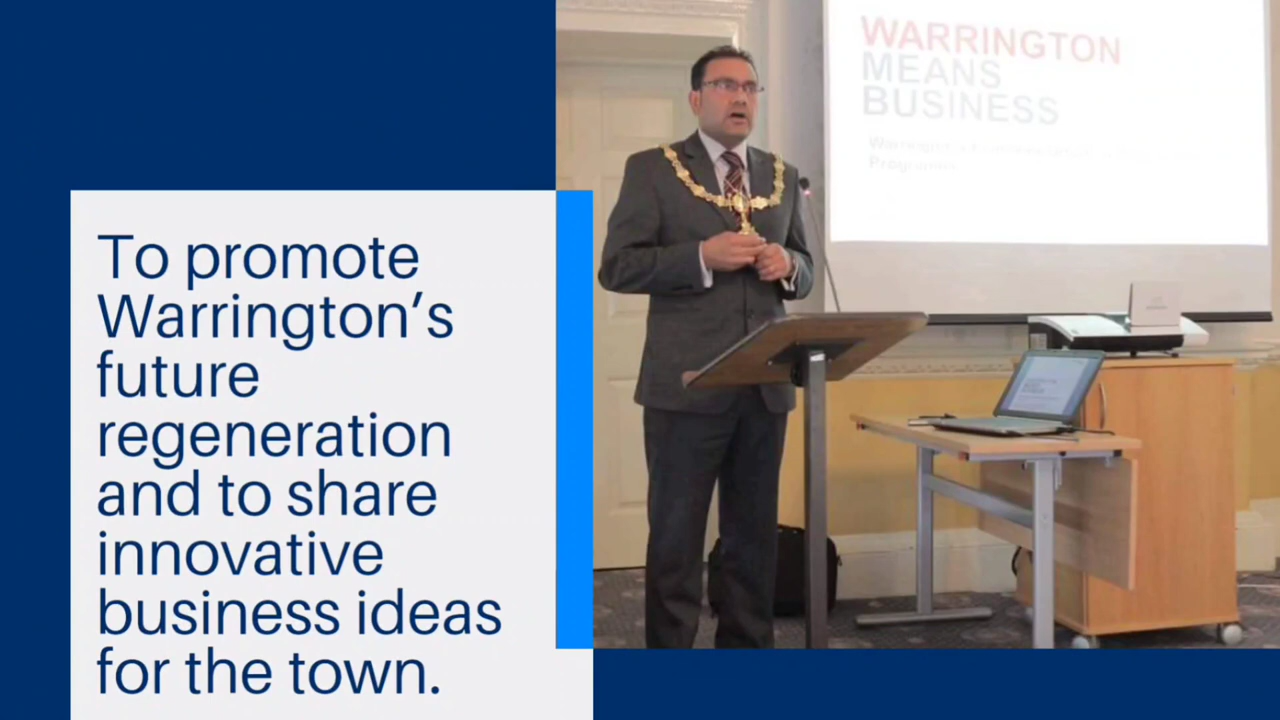 To promote
Warrington’s
future
regeneration
and to share
innovative
business ideas
for the town.
WARRINGTON
MEANS
BUSINESS